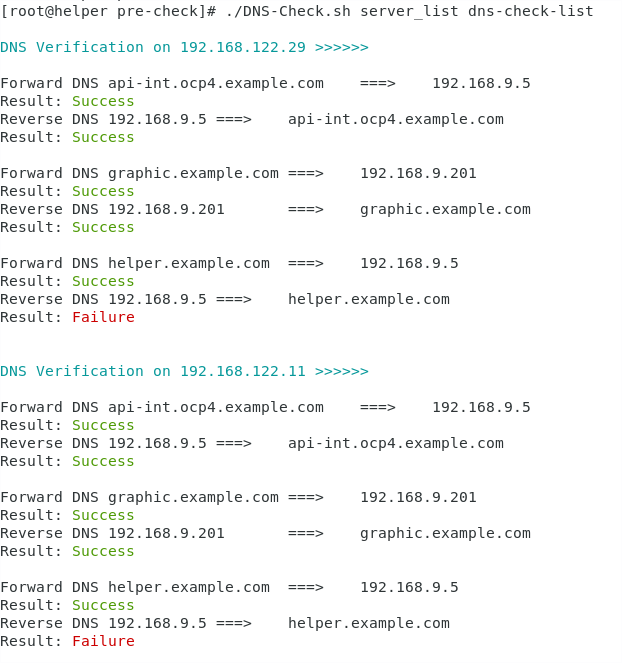 [root@helper pre-check]# ./DNS-Check.sh server_list dns-check-list
DNS Verification on 192.168.122.29 >>>>>>
Forward DNS api-int.ocp4.example.com    ===>    192.168.9.5
Result: Success
Reverse DNS 192.168.9.5 ===>    api-int.ocp4.example.com
Result: Success
Forward DNS graphic.example.com ===>    192.168.9.201
Result: Success
Reverse DNS 192.168.9.201       ===>    graphic.example.com
Result: Success
Forward DNS helper.example.com  ===>    192.168.9.5
Result: Success
Reverse DNS 192.168.9.5 ===>    helper.example.com
Result: Failure
DNS Verification on 192.168.122.11 >>>>>>
Forward DNS api-int.ocp4.example.com    ===>    192.168.9.5
Result: Success
Reverse DNS 192.168.9.5 ===>    api-int.ocp4.example.com
Result: Success
Forward DNS graphic.example.com ===>    192.168.9.201
Result: Success
Reverse DNS 192.168.9.201       ===>    graphic.example.com
Result: Success
Forward DNS helper.example.com  ===>    192.168.9.5
Result: Success
Reverse DNS 192.168.9.5 ===>    helper.example.com
Result: Failure